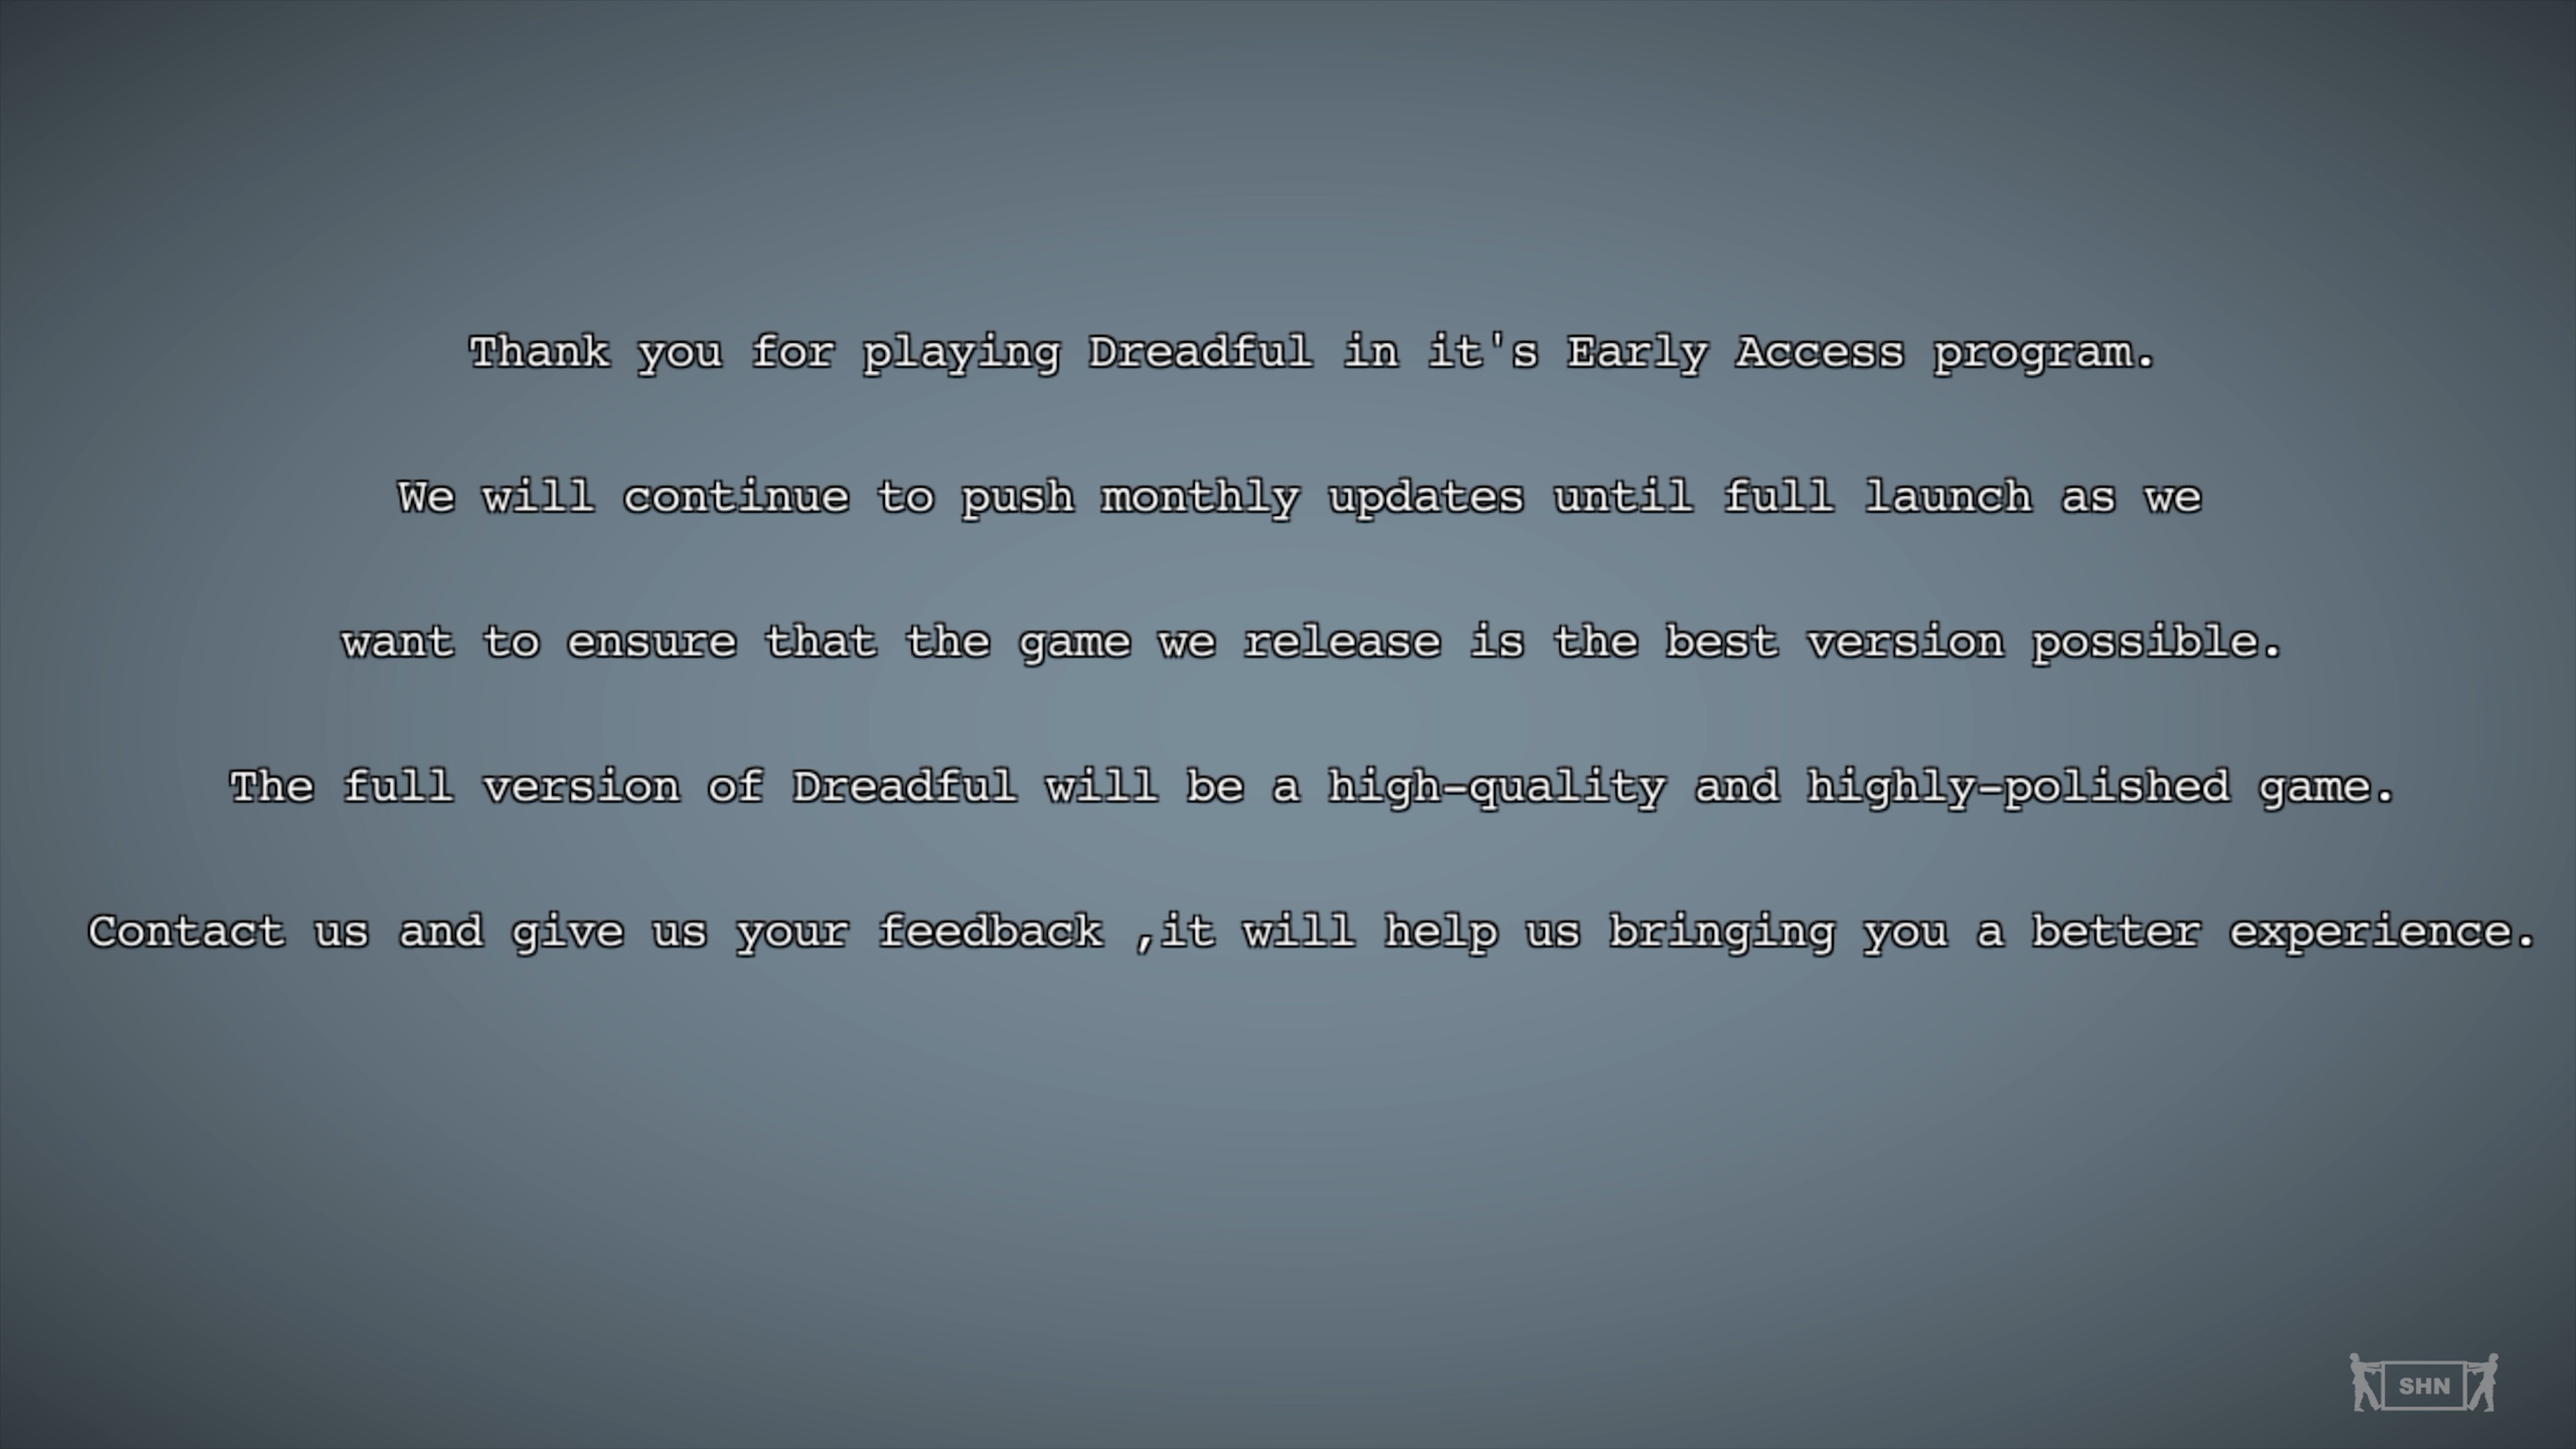 Thank you for playing Dreadful in it's Early Access program.
We will continue to push monthly updates until full launch as we
want to ensure that the game we release is the best version possible.
The full version of Dreadful will be a high-quality and highly-polished game.
Contact us and give us your feedback ,it will help us bringing you a better experience.
SHN